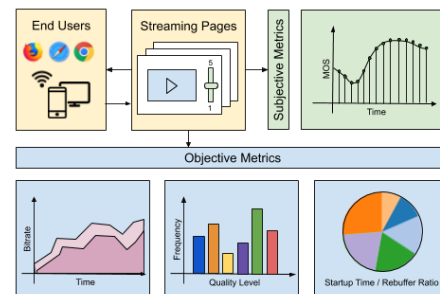 End Users
Streaming Pages
5
1
Subjective Metrics
MOS
Time
Objective Metrics
Bitrate
Time
Frequency
Quality Level
Startup Time / Rebuffer Ratio